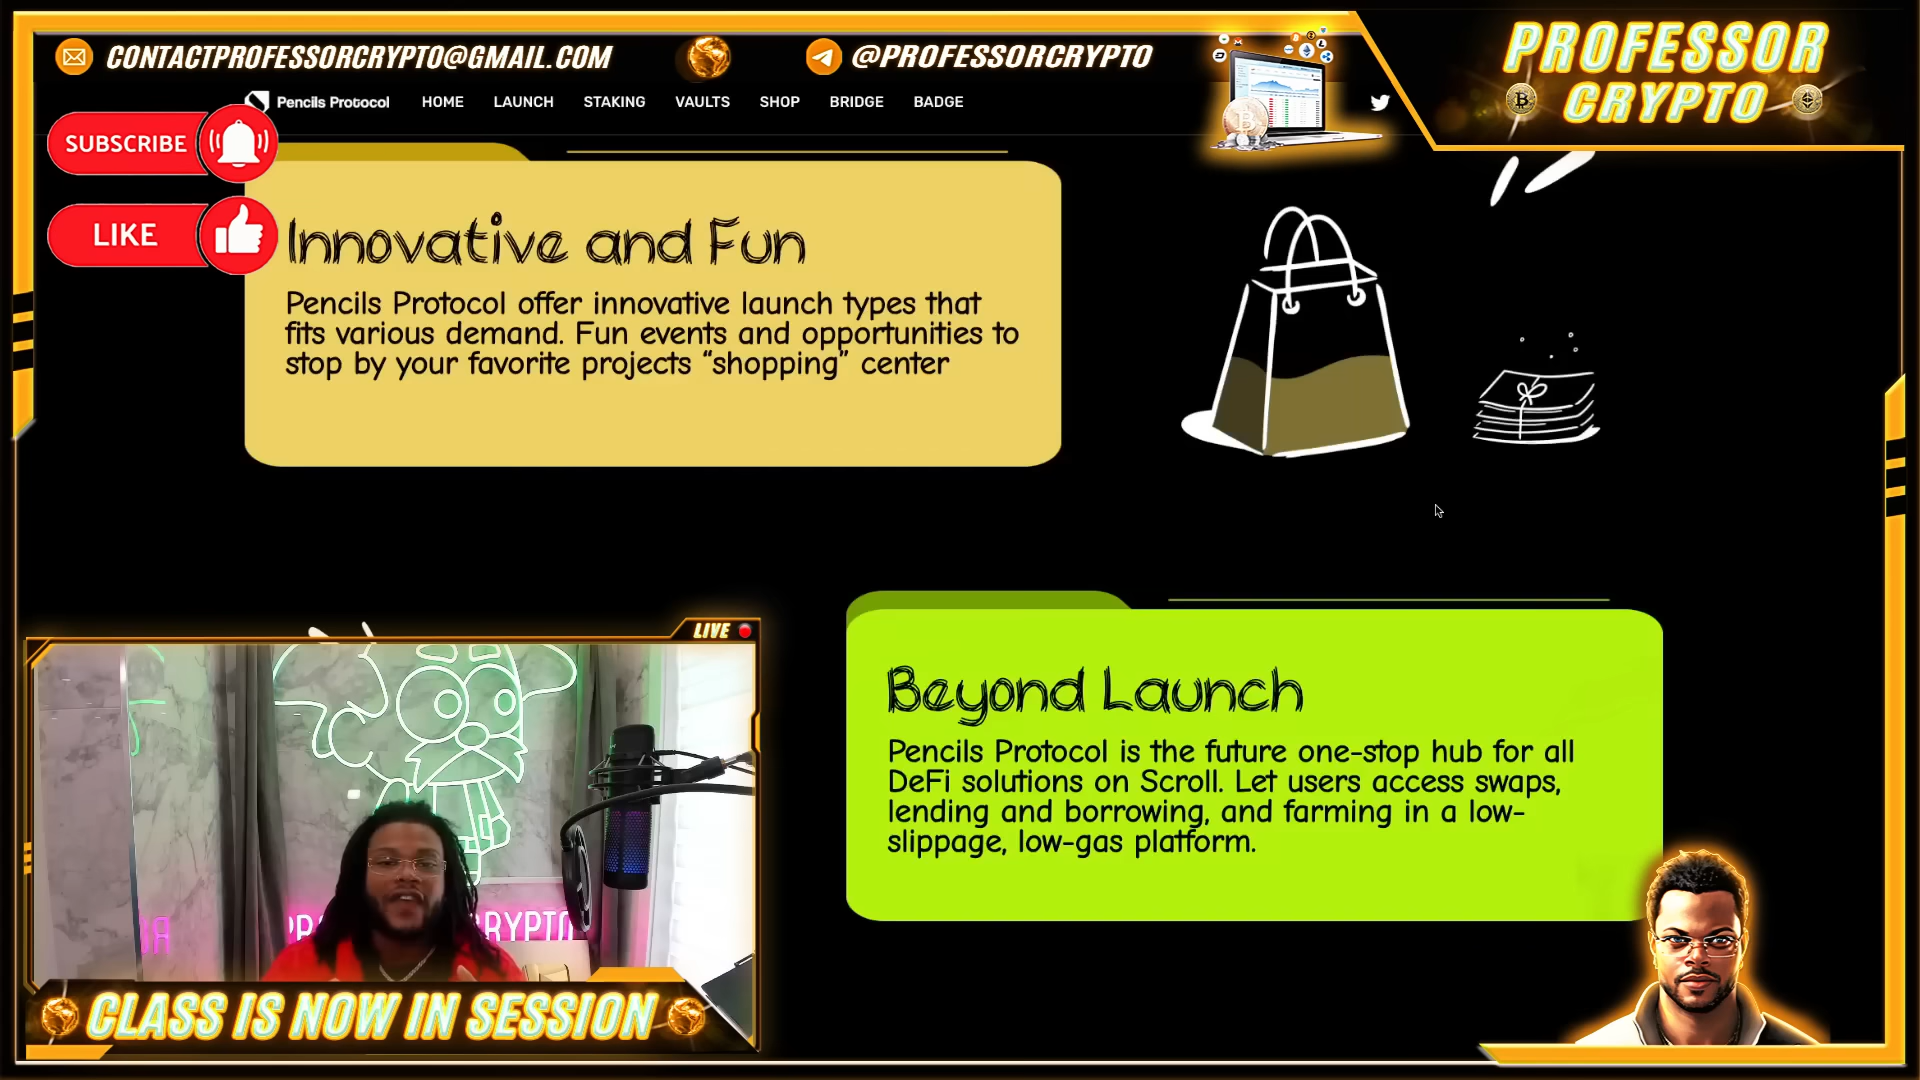 CONTACTPROFESSORCRYPTO@GMAIL.COM
@PROFESSORCRYPTO
PROFESSOR
CRYPTO
Pencils Protocol
HOME
LAUNCH
STAKING
VAULTS
SHOP
BRIDGE
BADGE
SUBSCRIBE
LIKE
Innovative and Fun
Pencils Protocol offer innovative launch types that
fits various demand. Fun events and opportunities to
stop by your favorite projects “shopping” center
LIVE
Beyond Launch
Pencils Protocol is the future one-stop hub for all
DeFi solutions on Scroll. Let users access swaps,
lending and borrowing, and farming in a low-
slippage, low-gas platform.
CLASS IS NOW IN SESSION